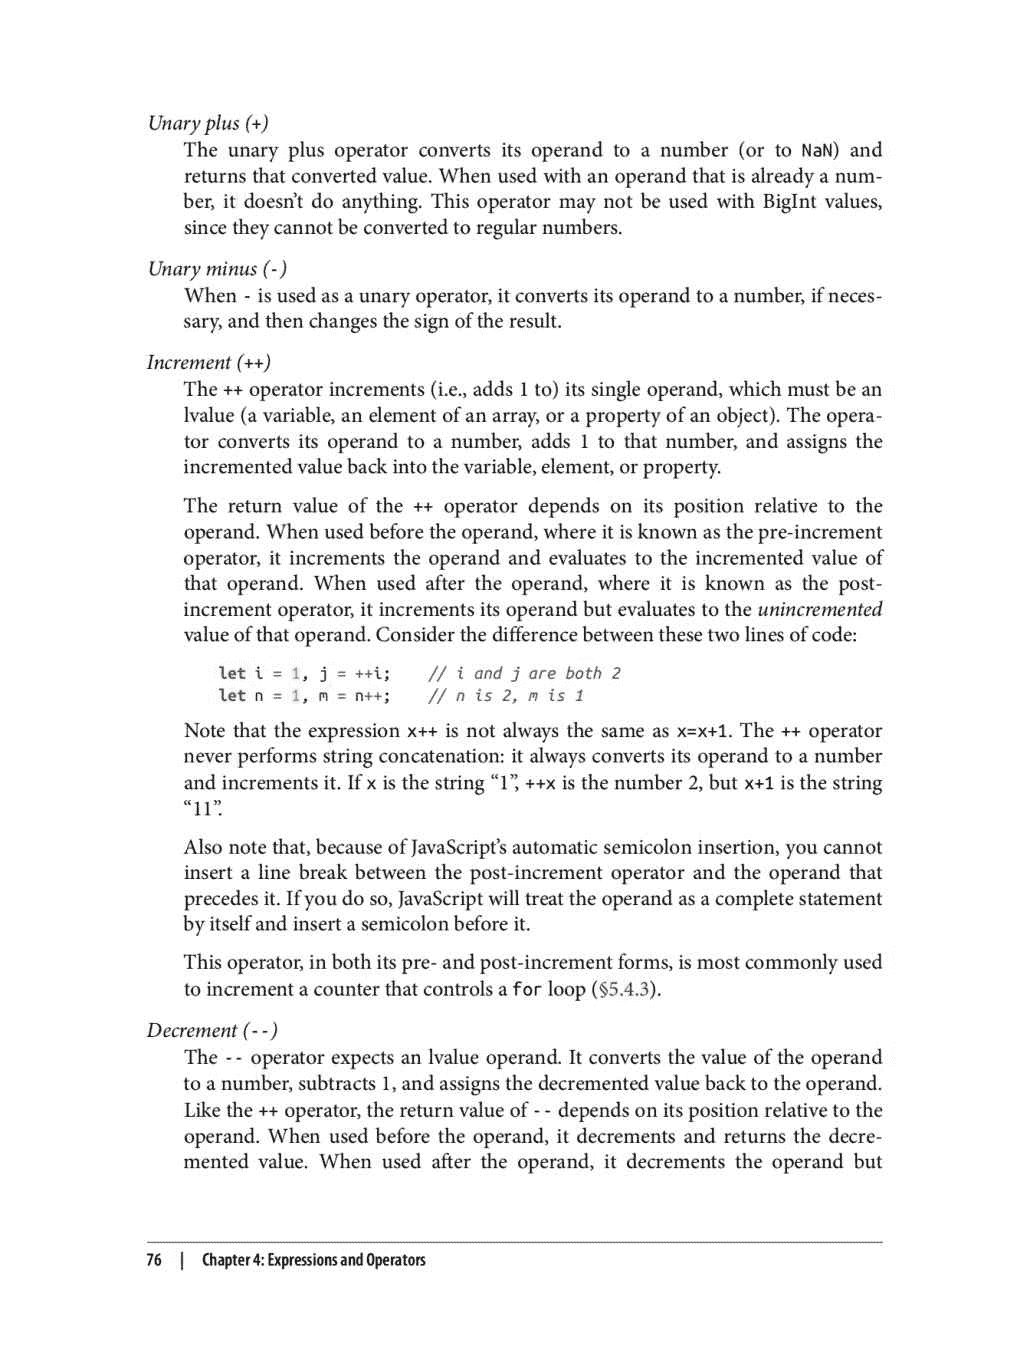 Unary plus (+)
The unary plus operator converts its operand to a number (or to NaN) and
returns that converted value. When used with an operand that is already a num-
ber, it doesn’t do anything. This operator may not be used with BigInt values,
since they cannot be converted to regular numbers.
Unary minus (-)
When - is used as a unary operator, it converts its operand to a number, if neces-
sary, and then changes the sign of the result.
Increment (++)
The ++ operator increments (i.e., adds 1 to) its single operand, which must be an
lvalue (a variable, an element of an array, or a property of an object). The opera-
tor converts its operand to a number, adds 1 to that number, and assigns the
incremented value back into the variable, element, or property.
The return value of the ++ operator depends on its position relative to the
operand. When used before the operand, where it is known as the pre-increment
operator, it increments the operand and evaluates to the incremented value of
that operand. When used after the operand, where it is known as the post-
increment operator, it increments its operand but evaluates to the unincremented
value of that operand. Consider the difference between these two lines of code:
let i = 1, j = ++i;    // i and j are both 2
let n = 1, m = n++;    // n is 2, m is 1
Note that the expression x++ is not always the same as x=x+1. The ++ operator
never performs string concatenation: it always converts its operand to a number
and increments it. If x is the string “1”, ++x is the number 2, but x+1 is the string
“11”.
Also note that, because of JavaScript’s automatic semicolon insertion, you cannot
insert a line break between the post-increment operator and the operand that
precedes it. If you do so, JavaScript will treat the operand as a complete statement
by itself and insert a semicolon before it.
This operator, in both its pre- and post-increment forms, is most commonly used
to increment a counter that controls a for loop (§5.4.3).
Decrement (--)
The -- operator expects an lvalue operand. It converts the value of the operand
to a number, subtracts 1, and assigns the decremented value back to the operand.
Like the ++ operator, the return value of -- depends on its position relative to the
operand. When used before the operand, it decrements and returns the decre-
mented value. When used after the operand, it decrements the operand but
76 | Chapter 4: Expressions and Operators